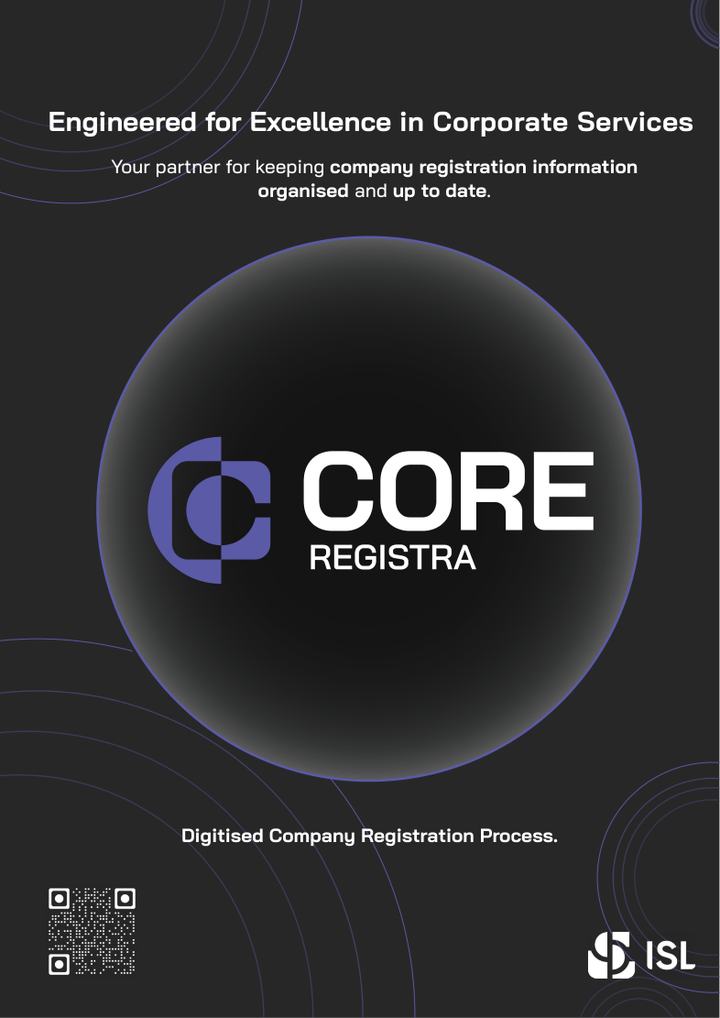 Engineered for Excellence in Corporate Services
Your partner for keeping company registration information
organised and up to date.
CORE
REGISTRA
Digitised Company Registration Process.
ISL